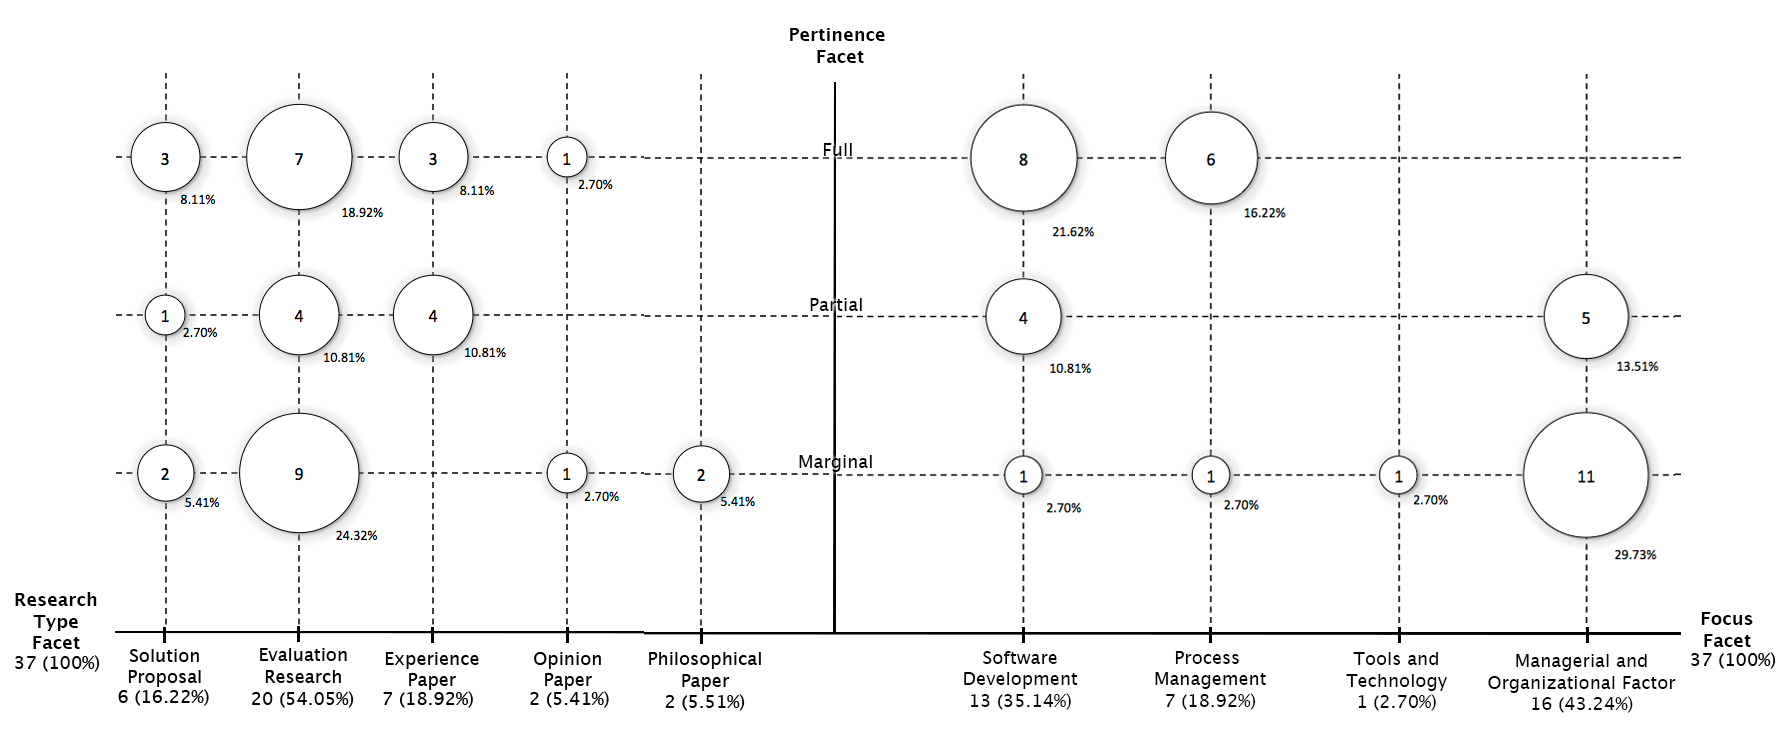 Pertinence
Facet
Full
3
7
3
1
8
6
8.11%
18.92%
8.11%
2.70%
21.62%
16.22%
Partial
1
4
4
4
5
2.70%
10.81%
10.81%
10.81%
13.51%
Marginal
2
9
1
2
1
1
1
11
5.41%
24.32%
2.70%
5.41%
2.70%
2.70%
2.70%
29.73%
Research
Type
Facet
37 (100%)
Solution
Proposal
6 (16.22%)
Evaluation
Research
20 (54.05%)
Experience
Paper
7 (18.92%)
Opinion
Paper
2 (5.41%)
Philosophical
Paper
2 (5.51%)
Software
Development
13 (35.14%)
Process
Management
7 (18.92%)
Tools and
Technology
1 (2.70%)
Managerial and
Organizational Factor
16 (43.24%)
Focus
Facet
37 (100%)